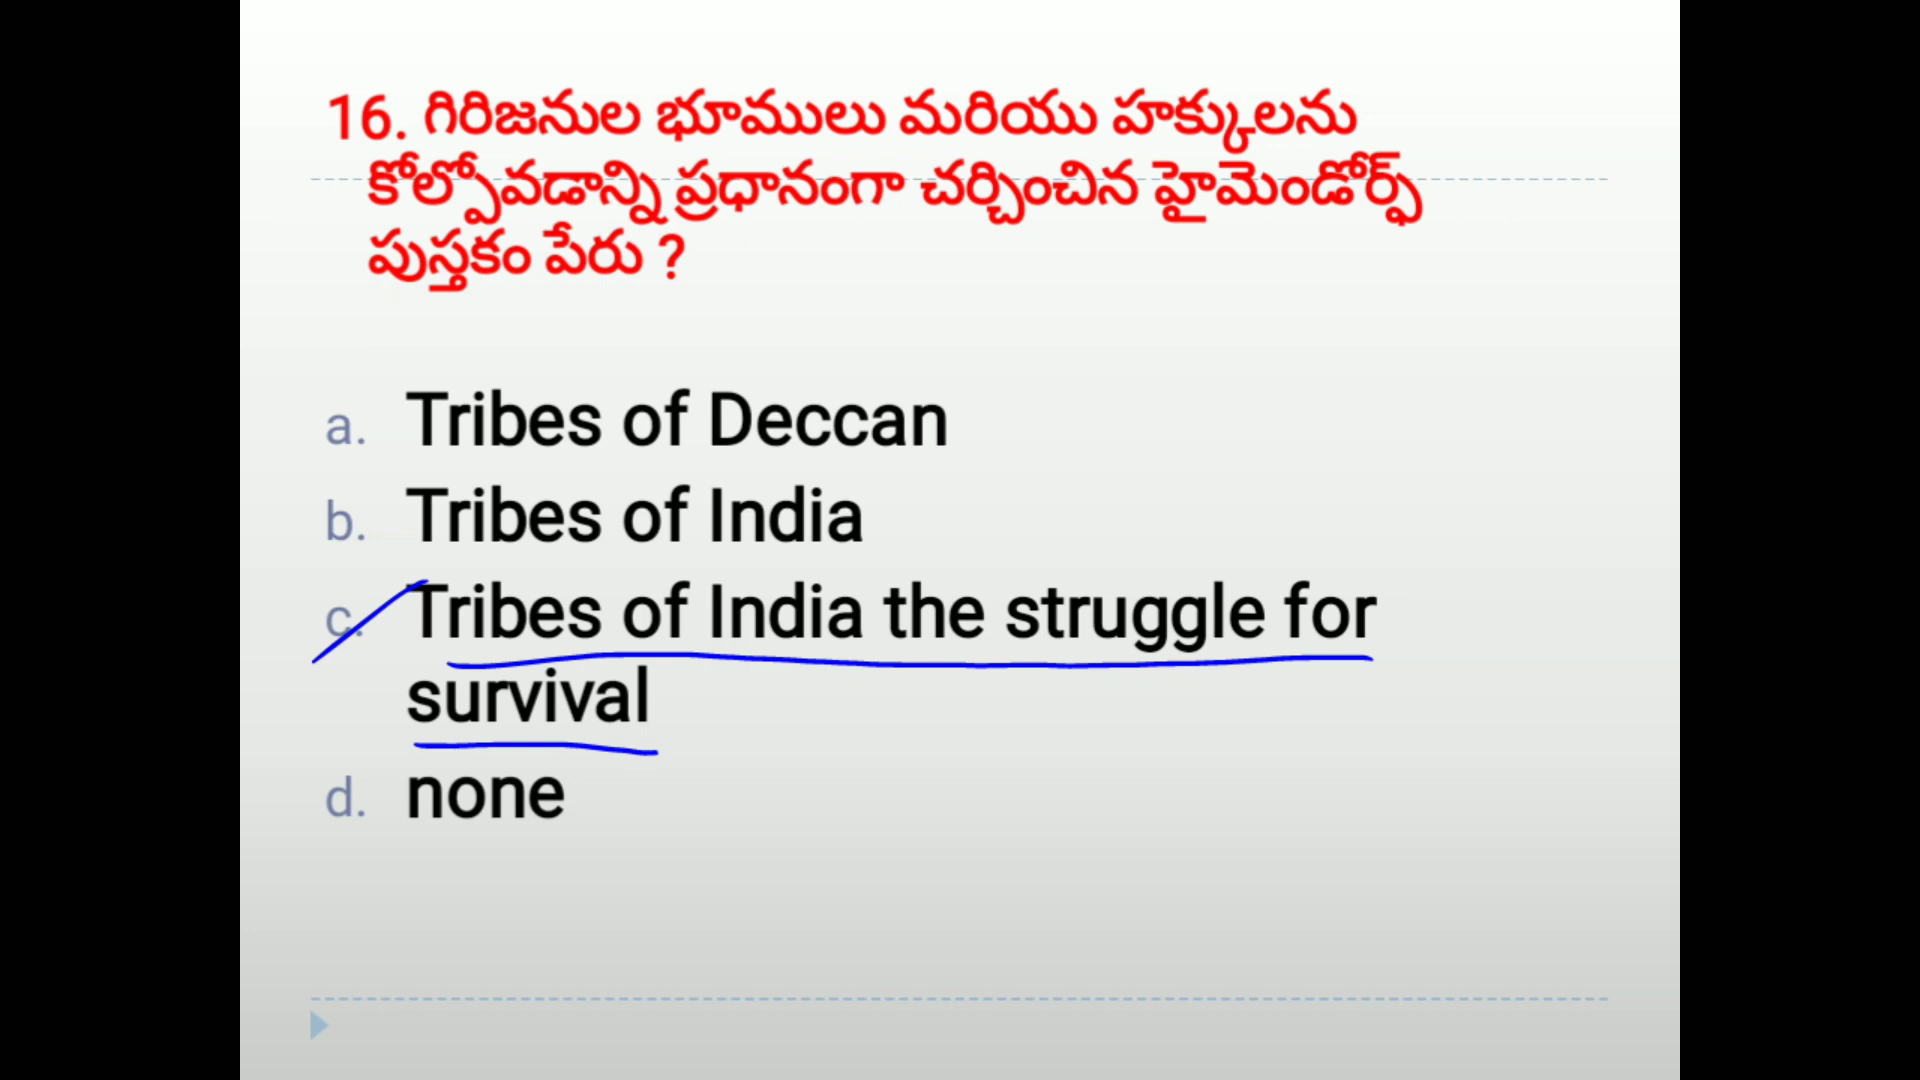 16. గిరిజనుల భూములు మరియు హక్కులను
కోల్పోవడాన్ని ప్రధానంగా చర్చించిన హైమెండోర్ఫ్
పుస్తకం పేరు ?
a. Tribes of Deccan
b. Tribes of India
c. Tribes of India the struggle for
survival
d. none